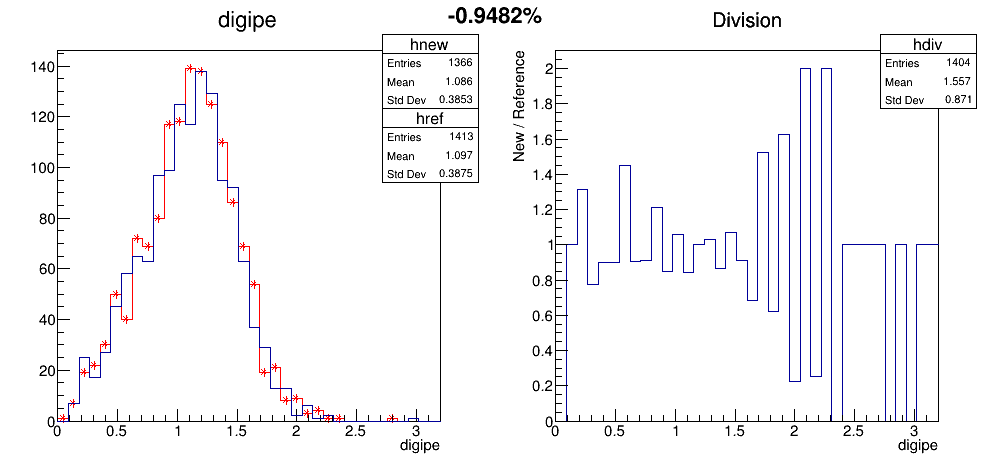 -0.9482%
digipe
hnew
Entries 1366
Mean 1.086
Std Dev 0.3853
href
Entries 1413
Mean 1.097
Std Dev 0.3875
140
120
100
80
60
40
20
0
0 0.5 1 1.5 2 2.5 3
digipe
Division
hdiv
Entries 1404
Mean 1.557
Std Dev 0.871
New / Reference
2
1.8
1.6
1.4
1.2
1
0.8
0.6
0.4
0.2
0
0 0.5 1 1.5 2 2.5 3
digipe